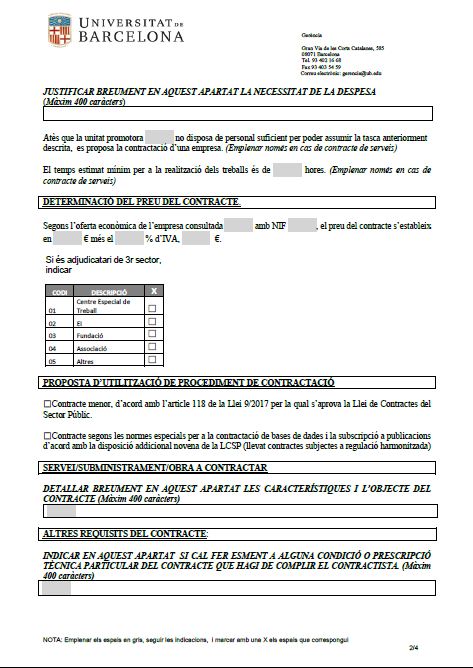 UNIVERSITAT DE
BARCELONA
Gerència
Gran Via de les Corts Catalanes, 585
08071 Barcelona
Tel. 93 402 16 68
Fax 93 403 54 59
Correu electrònic: gerencia@ub.edu
JUSTIFICAR BREUMENT EN AQUEST APARTAT LA NECESSITAT DE LA DESPESA
(Màxim 400 caràcters)
Atès que la unitat promotora no disposa de personal suficient per poder assumir la tasca anteriorment
descrita, es proposa la contractació d'una empresa. (Emplenar només en cas de contracte de serveis)
El temps estimat mínim per a la realització dels treballs és de hores. (Emplenar només en cas de
contracte de serveis)
DETERMINACIÓ DEL PREU DEL CONTRACTE.
Segons l'oferta econòmica de l'empresa consultada amb NIF , el preu del contracte s'estableix
en € més el % d'IVA, €.
Si és adjudicatari de 3r sector,
indicar
CODI DESCRIPCIÓ X
01 Centre Especial de
Treball ☐
02 EI ☐
03 Fundació ☐
04 Associació ☐
05 Altres ☐
PROPOSTA D'UTILITZACIÓ DE PROCEDIMENT DE CONTRACTACIÓ
☐Contracte menor, d'acord amb l'article 118 de la Llei 9/2017 per la qual s'aprova la Llei de Contractes del
Sector Públic.
☐Contracte segons les normes especials per a la contractació de bases de dades i la subscripció a publicacions
d'acord amb la disposició addicional novena de la LCSP (llevat contractes subjectes a regulació harmonitzada)
SERVEI/SUBMINISTRAMENT/OBRA A CONTRACTAR
DETALLAR BREUMENT EN AQUEST APARTAT LES CARACTERÍSTIQUES I L'OBJECTE DEL
CONTRACTE (Màxim 400 caràcters)
ALTRES REQUISITS DEL CONTRACTE:
INDICAR EN AQUEST APARTAT SI CAL FER ESMENT A ALGUNA CONDICIÓ O PRESCRIPCIÓ
TÈCNICA PARTICULAR DEL CONTRACTE QUE HAGI DE COMPLIR EL CONTRACTISTA. (Màxim
400 caràcters)
NOTA: Emplenar els espais en gris, seguir les indicacions, I marcar amb una X els espais que correspongui
2/4